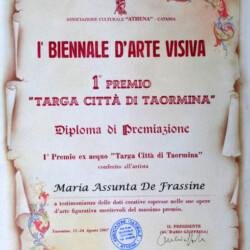 ASSOCIAZIONE CULTURALE "ATHENA" - CATANIA
I^ BIENNALE D'ARTE VISIVA
1° PREMIO
"TARGA CITTÀ DI TAORMINA"
Diploma di Premiazione
1° Premio ex aequo "Targa Città di Taormina"
conferito all'artista
Maria Assunta De Frassine
a testimonianza delle doti creative espresse nelle sue opere
d'arte figurativa meritevoli del massimo premio.
IL PRESIDENTE
Taormina,